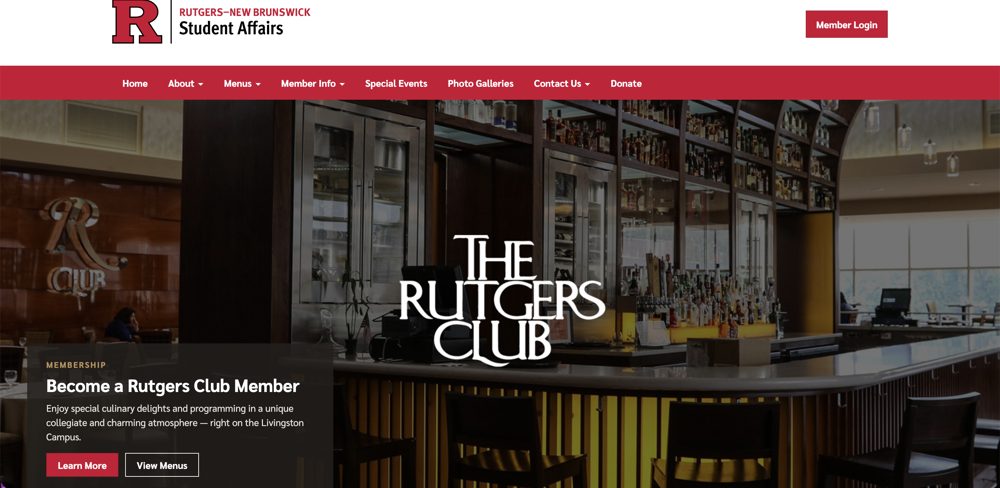 R
RUTGERS–NEW BRUNSWICK
Student Affairs
Member Login
Home About Menus Member Info Special Events Photo Galleries Contact Us Donate
R
CLUB
THE
RUTGERS
CLUB
MEMBERSHIP
Become a Rutgers Club Member
Enjoy special culinary delights and programming in a unique
collegiate and charming atmosphere — right on the Livingston
Campus.
Learn More View Menus